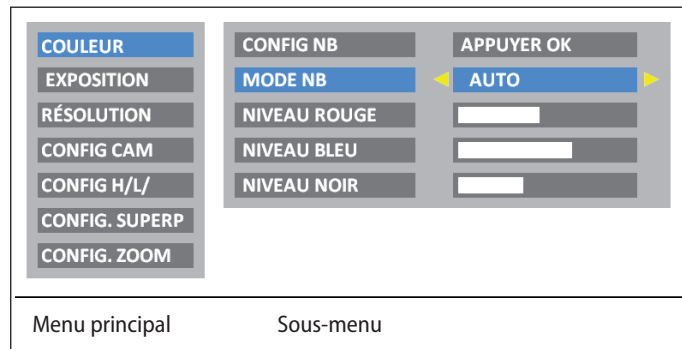 COULEUR
EXPOSITION
RÉSOLUTION
CONFIG CAM
CONFIG H/L/
CONFIG. SUPERP
CONFIG. ZOOM
CONFIG NB APPUYER OK
MODE NB AUTO
NIVEAU ROUGE
NIVEAU BLEU
NIVEAU NOIR
Menu principal Sous-menu